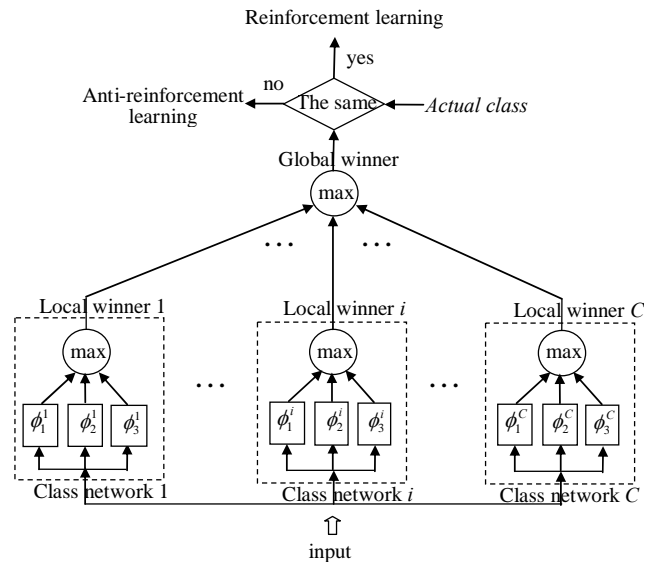 Reinforcement learning
yes
no
Anti-reinforcement
learning
The same
Actual class
Global winner
max
... ...
Local winner 1
Local winner i
Local winner C
max
max
max
... ...
ϕ₁¹ ϕ₂¹ ϕ₃¹
ϕ₁ⁱ ϕ₂ⁱ ϕ₃ⁱ
ϕ₁ᶜ ϕ₂ᶜ ϕ₃ᶜ
Class network 1
Class network i
Class network C
input